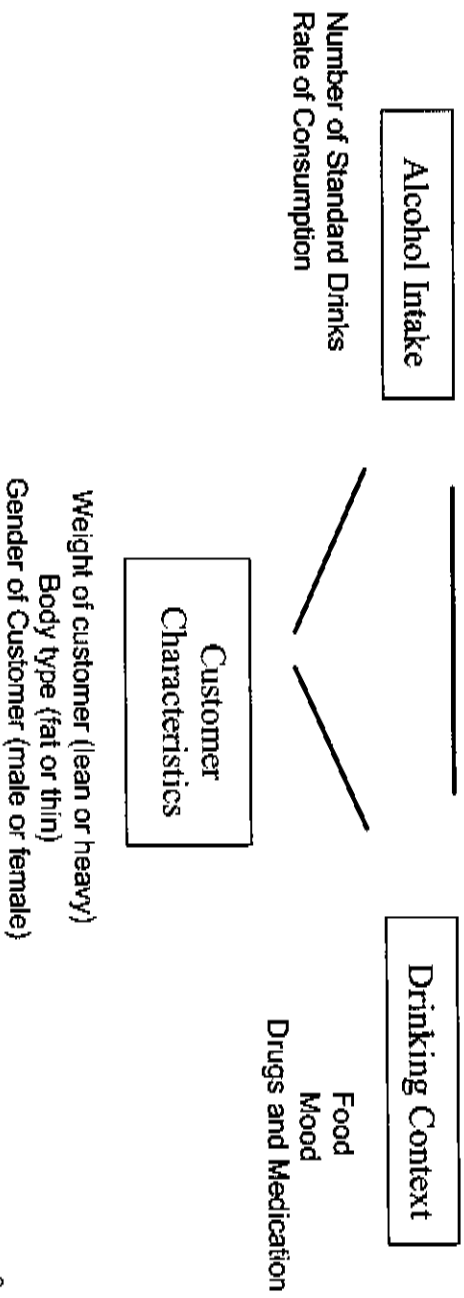 Alcohol Intake
Number of Standard Drinks
Rate of Consumption
Drinking Context
Food
Mood
Drugs and Medication
Customer
Characteristics
Weight of customer (lean or heavy)
Body type (fat or thin)
Gender of Customer (male or female)